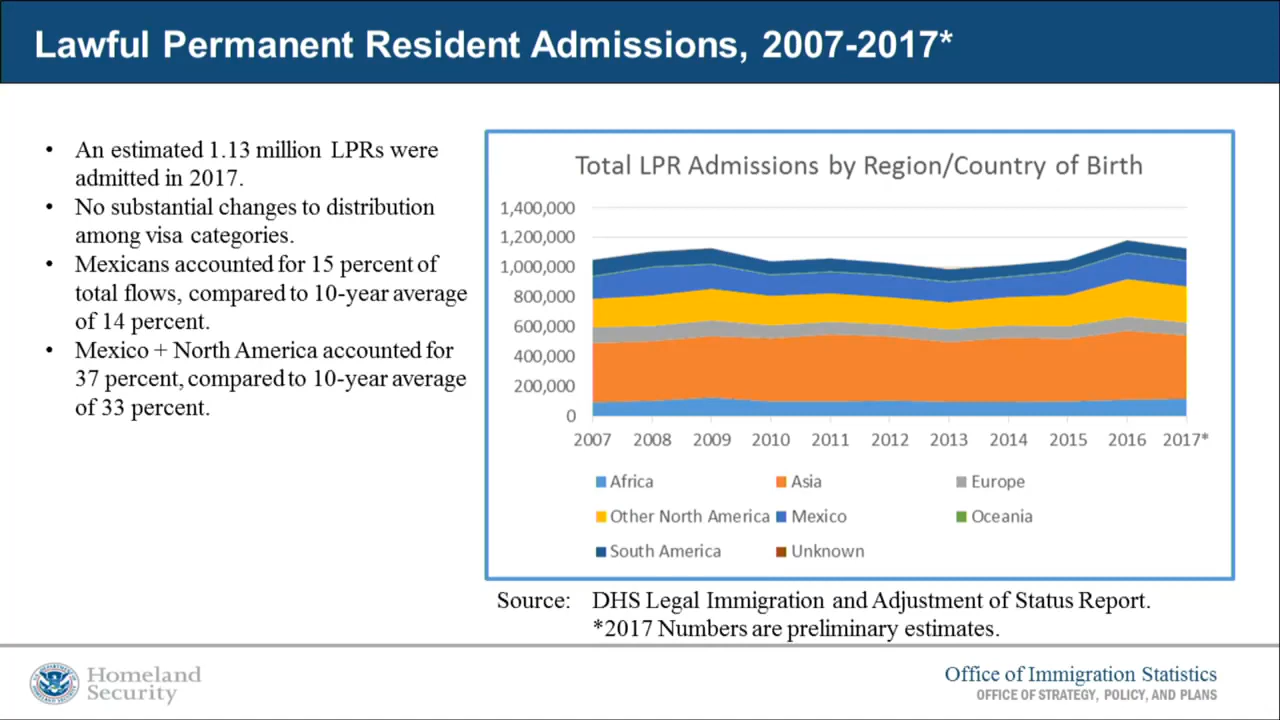 Lawful Permanent Resident Admissions, 2007-2017*
• An estimated 1.13 million LPRs were
admitted in 2017.
• No substantial changes to distribution
among visa categories.
• Mexicans accounted for 15 percent of
total flows, compared to 10-year average
of 14 percent.
• Mexico + North America accounted for
37 percent, compared to 10-year average
of 33 percent.
Total LPR Admissions by Region/Country of Birth
1,400,000
1,200,000
1,000,000
800,000
600,000
400,000
200,000
0
2007 2008 2009 2010 2011 2012 2013 2014 2015 2016 2017*
Africa Asia Europe
Other North America Mexico Oceania
South America Unknown
Source: DHS Legal Immigration and Adjustment of Status Report.
*2017 Numbers are preliminary estimates.
Homeland
Security
Office of Immigration Statistics
OFFICE OF STRATEGY, POLICY, AND PLANS